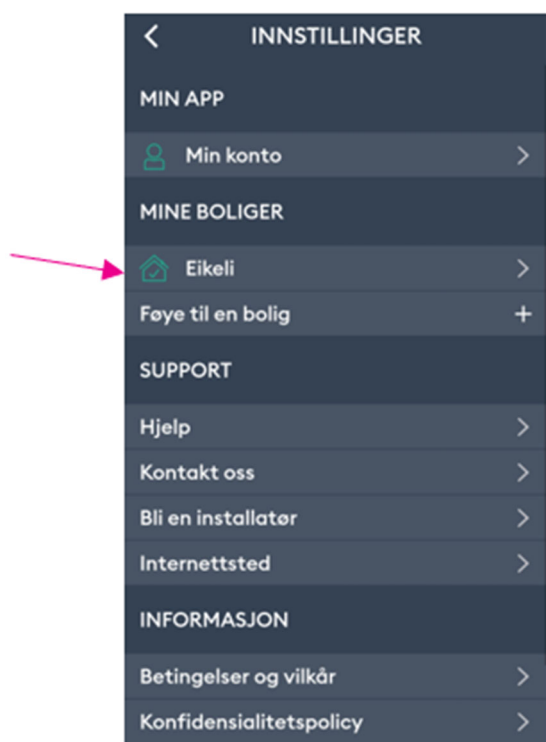 INNSTILLINGER
MIN APP
Min konto
MINE BOLIGER
Eikeli
Føye til en bolig
SUPPORT
Hjelp
Kontakt oss
Bli en installatør
Internettsted
INFORMASJON
Betingelser og vilkår
Konfidensialitetspolicy